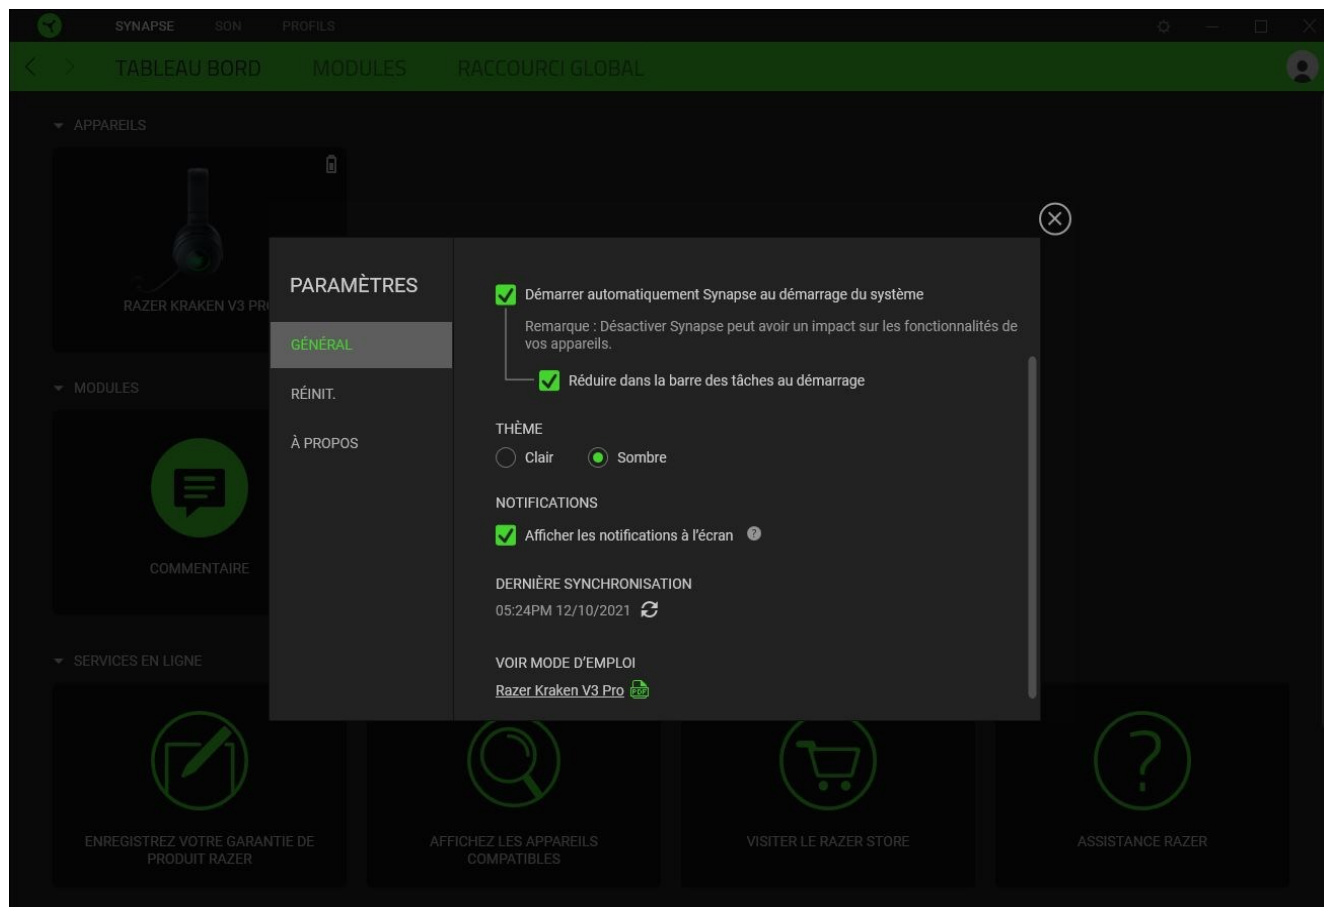 SYNAPSE SON PROFILS
TABLEAU BORD MODULES RACCOURCI GLOBAL
APPAREILS
RAZER KRAKEN V3 PR
MODULES
COMMENTAIRE
SERVICES EN LIGNE
ENREGISTREZ VOTRE GARANTIE DE
PRODUIT RAZER
AFFICHEZ LES APPAREILS
COMPATIBLES
VISITER LE RAZER STORE
ASSISTANCE RAZER
PARAMÈTRES
GÉNÉRAL
RÉINIT.
À PROPOS
Démarrer automatiquement Synapse au démarrage du système
Remarque : Désactiver Synapse peut avoir un impact sur les fonctionnalités de
vos appareils.
Réduire dans la barre des tâches au démarrage
THÈME
Clair Sombre
NOTIFICATIONS
Afficher les notifications à l'écran ?
DERNIÈRE SYNCHRONISATION
05:24PM 12/10/2021
VOIR MODE D'EMPLOI
Razer Kraken V3 Pro PDF